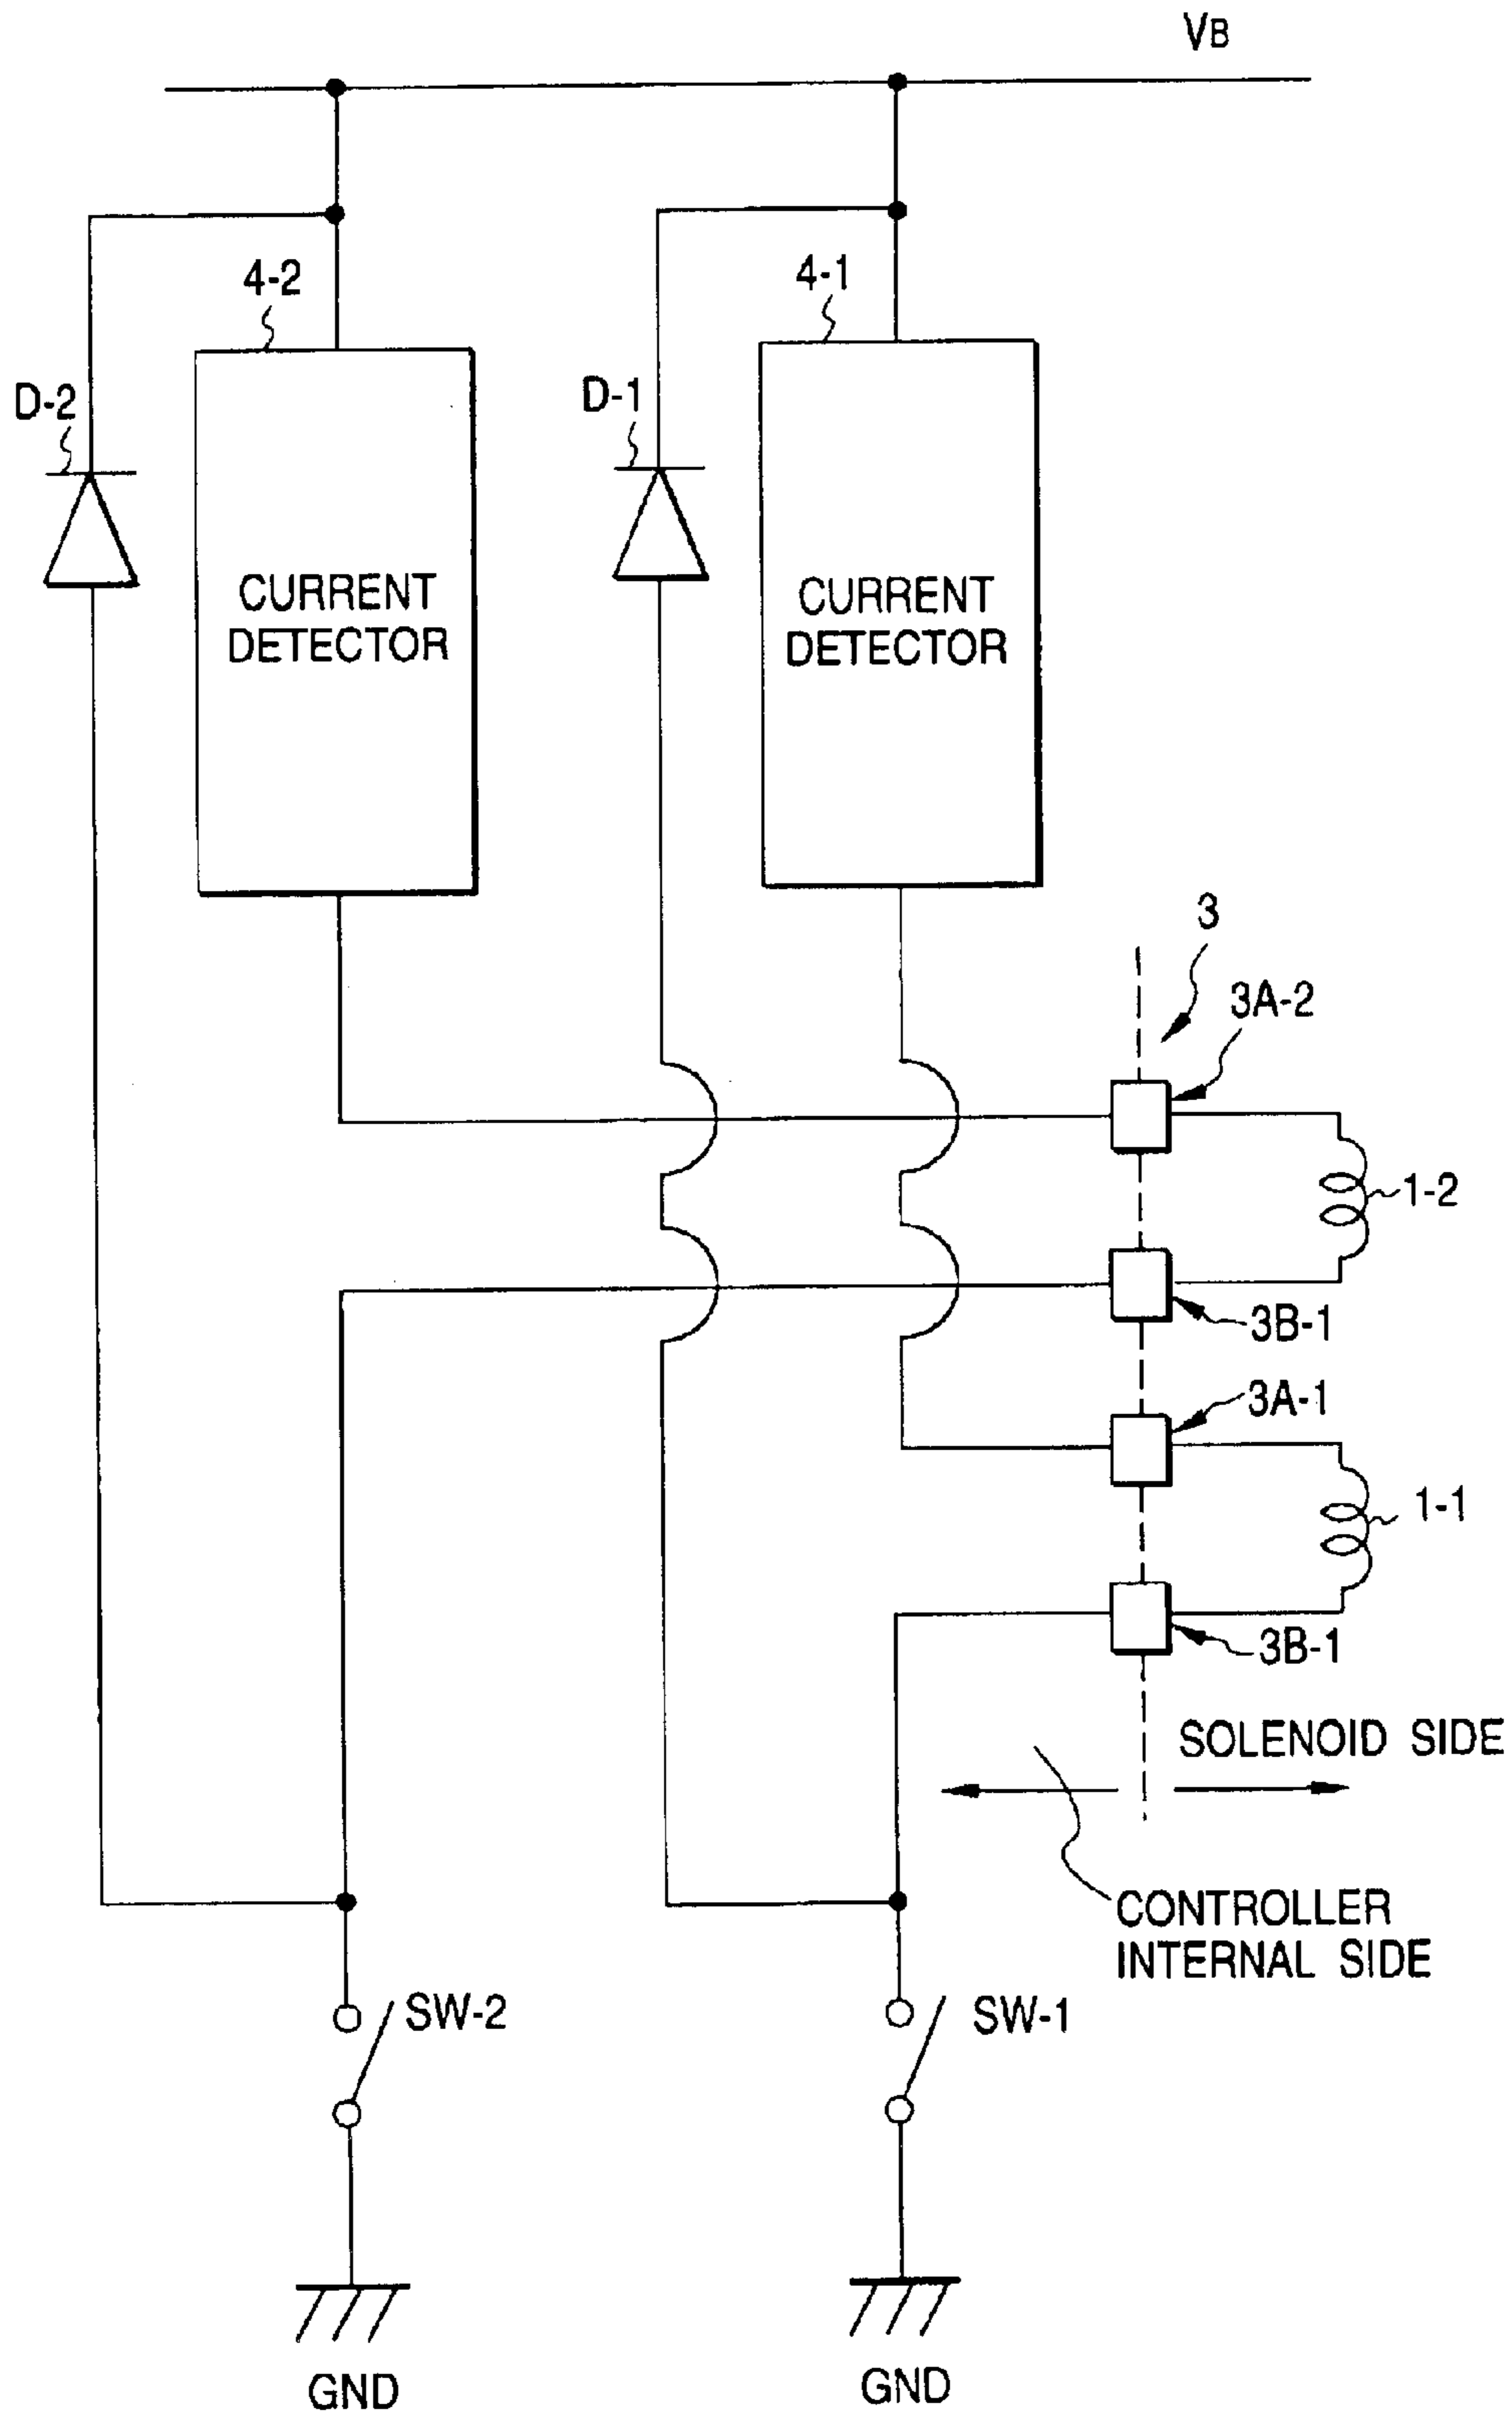 VB
4-2
4-1
D-2
D-1
CURRENT
DETECTOR
CURRENT
DETECTOR
3
3A-2
1-2
3B-1
3A-1
1-1
3B-1
SOLENOID SIDE
CONTROLLER
INTERNAL SIDE
SW-2
SW-1
GND
GND